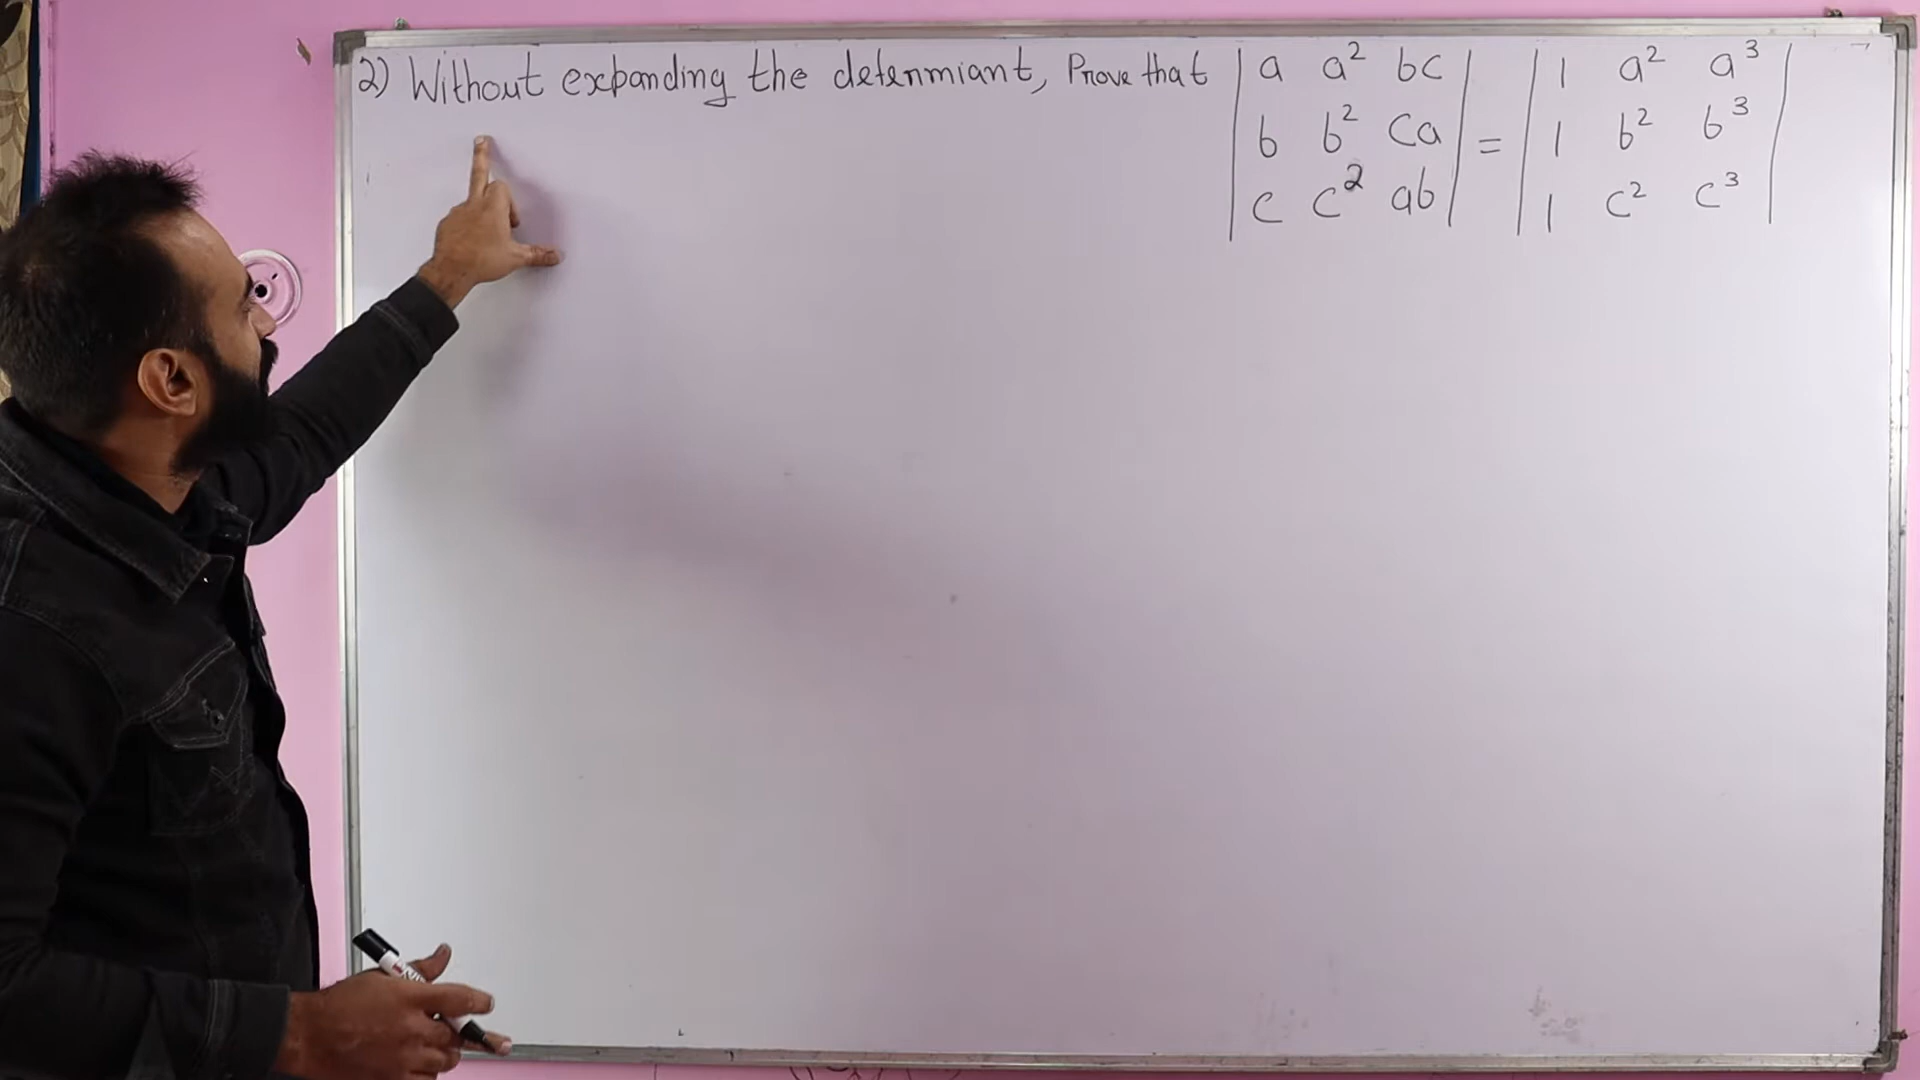 2) Without expanding the detenmiant, Prove that | a a² bc | = | 1 a² a³ |
| b b² ca | | 1 b² b³ |
| c c² ab | | 1 c² c³ |